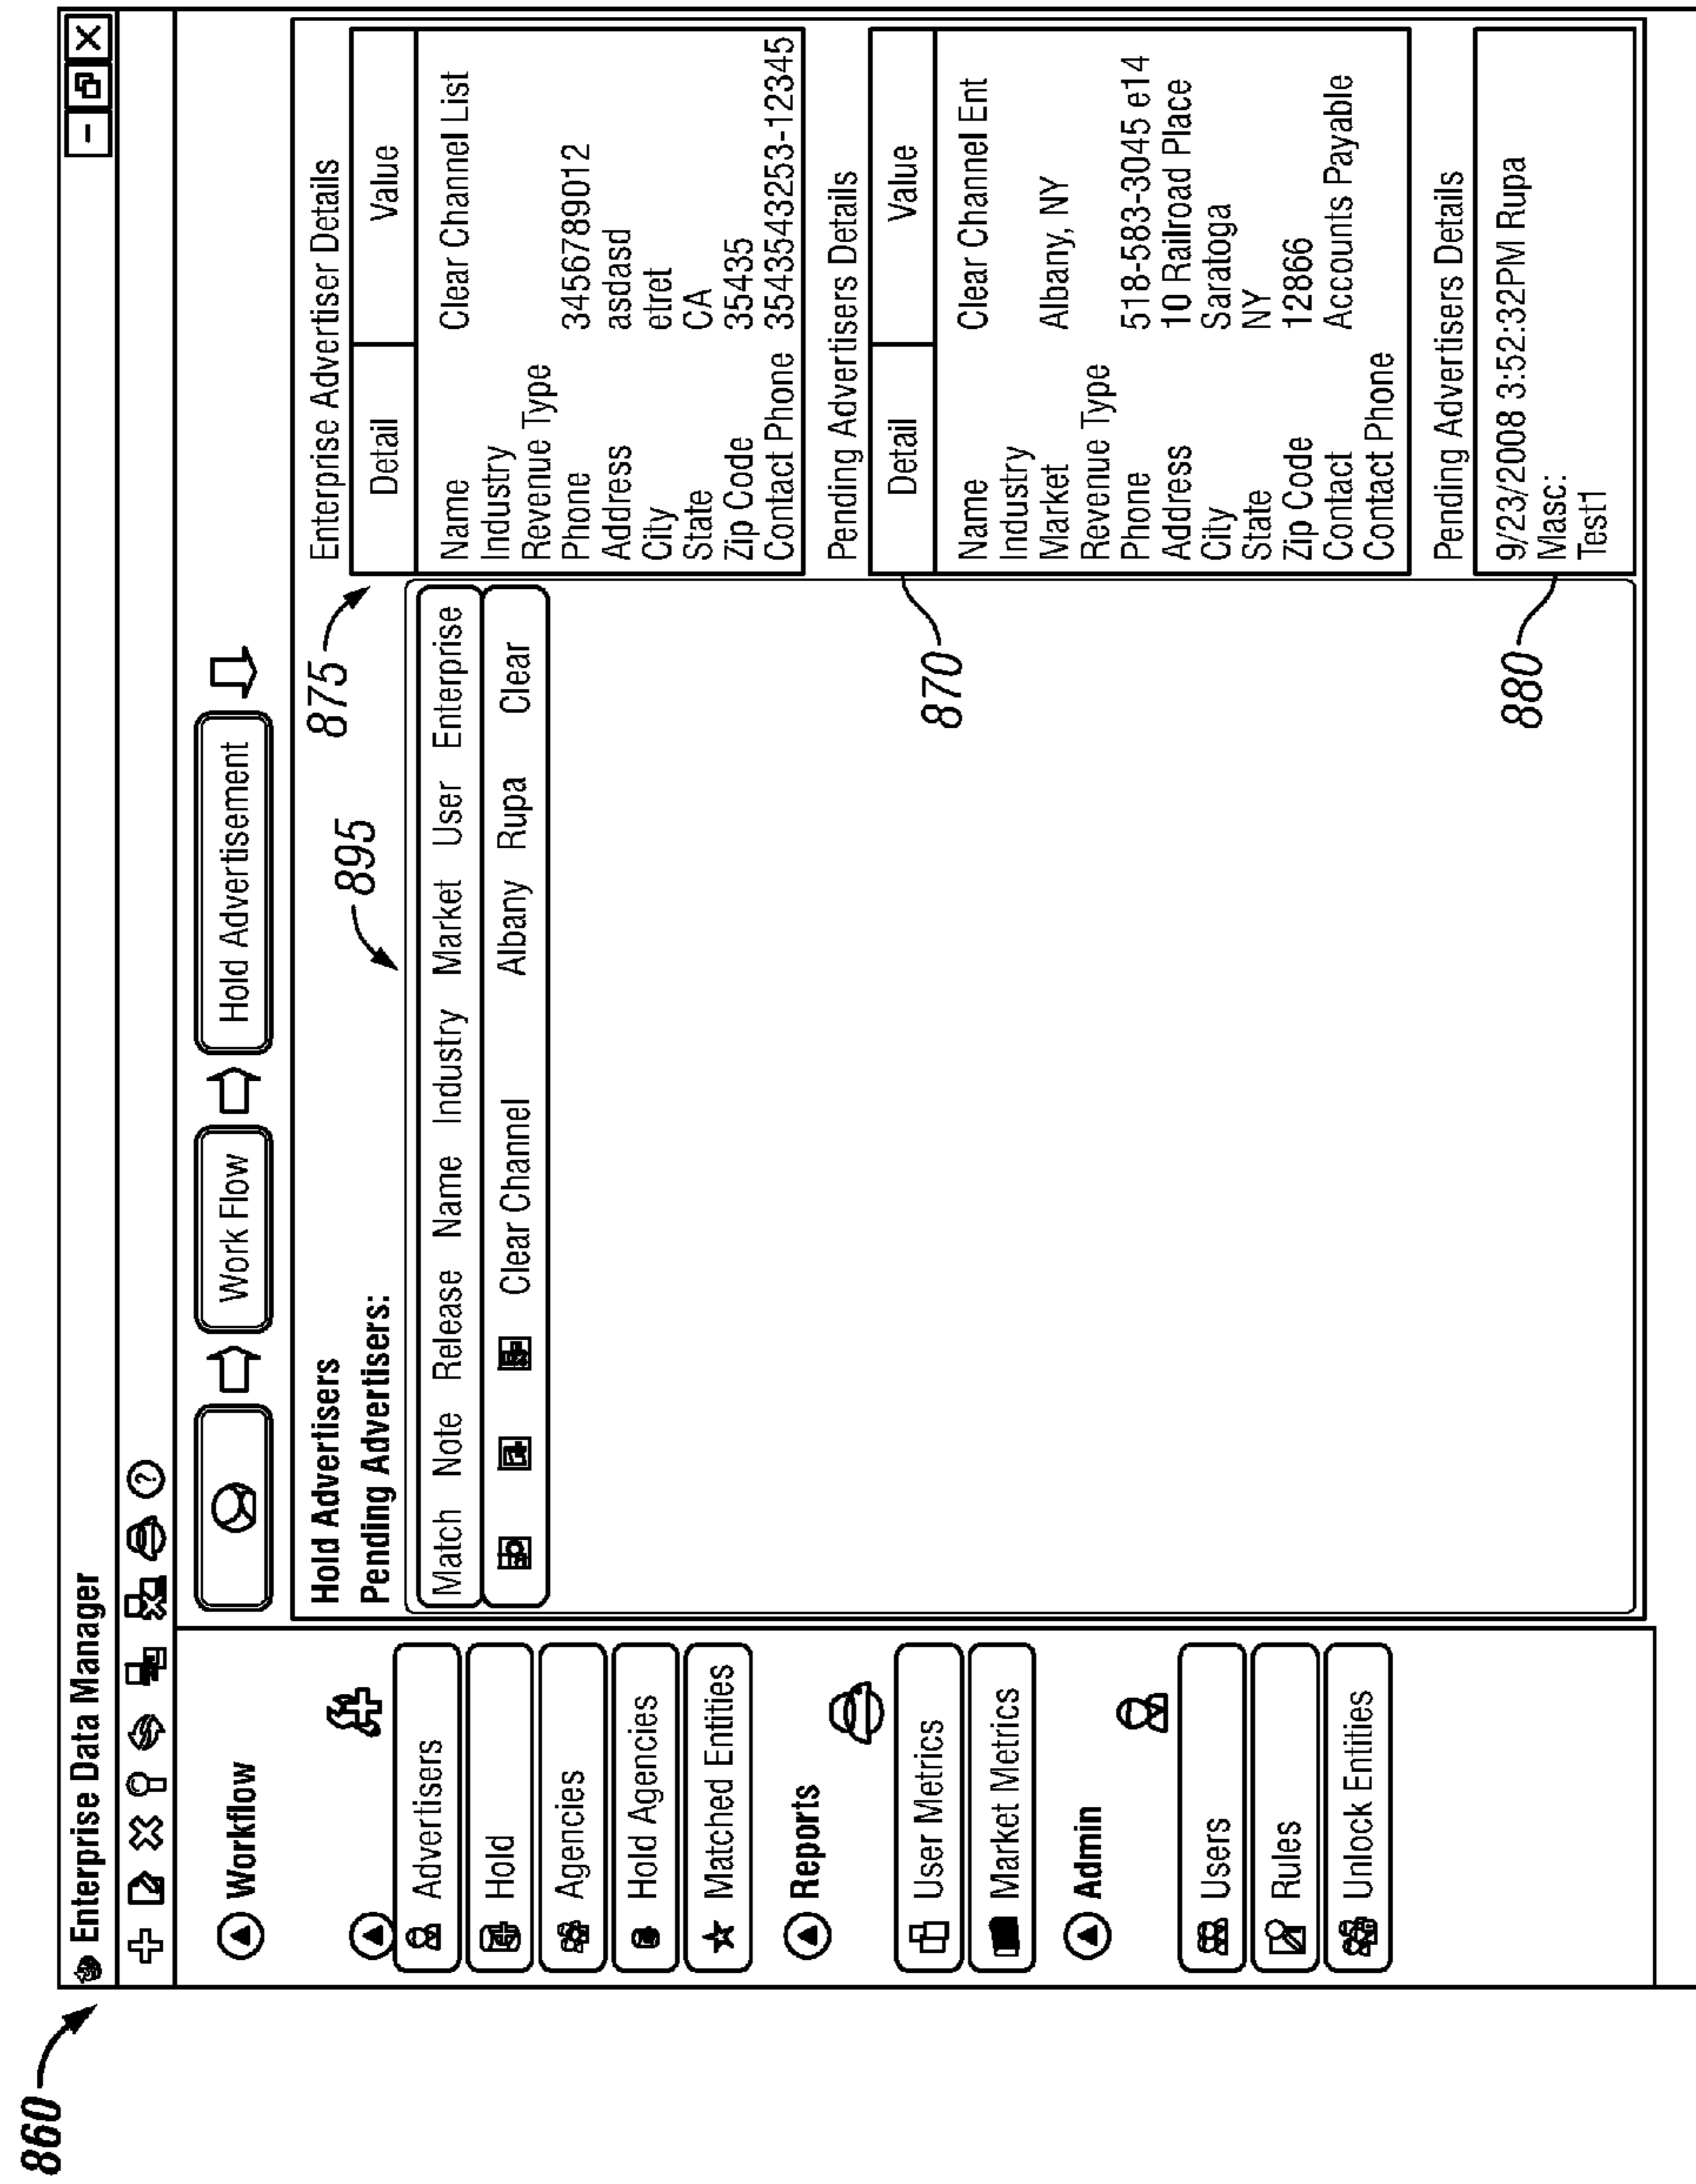 860
Enterprise Data Manager
Workflow
Advertisers
Hold
Agencies
Hold Agencies
Matched Entities
Reports
User Metrics
Market Metrics
Admin
Users
Rules
Unlock Entities
Work Flow
Hold Advertisement
Hold Advertisers
Pending Advertisers:
895
875
Match Note Release Name Industry Market User Enterprise
Clear Channel Albany Rupa Clear
Enterprise Advertiser Details
Detail Value
Name Clear Channel List
Industry
Revenue Type
Phone 3456789012
Address asdasd
City etret
State CA
Zip Code 35435
Contact Phone 3543543543253-12345
Pending Advertisers Details
870
Detail Value
Name Clear Channel Ent
Industry
Market Albany, NY
Revenue Type
Phone 518-583-3045 e14
Address 10 Railroad Place
City Saratoga
State NY
Zip Code 12866
Contact Accounts Payable
Contact Phone
Pending Advertisers Details
880
9/23/2008 3:52:32PM Rupa
Masc:
Test1